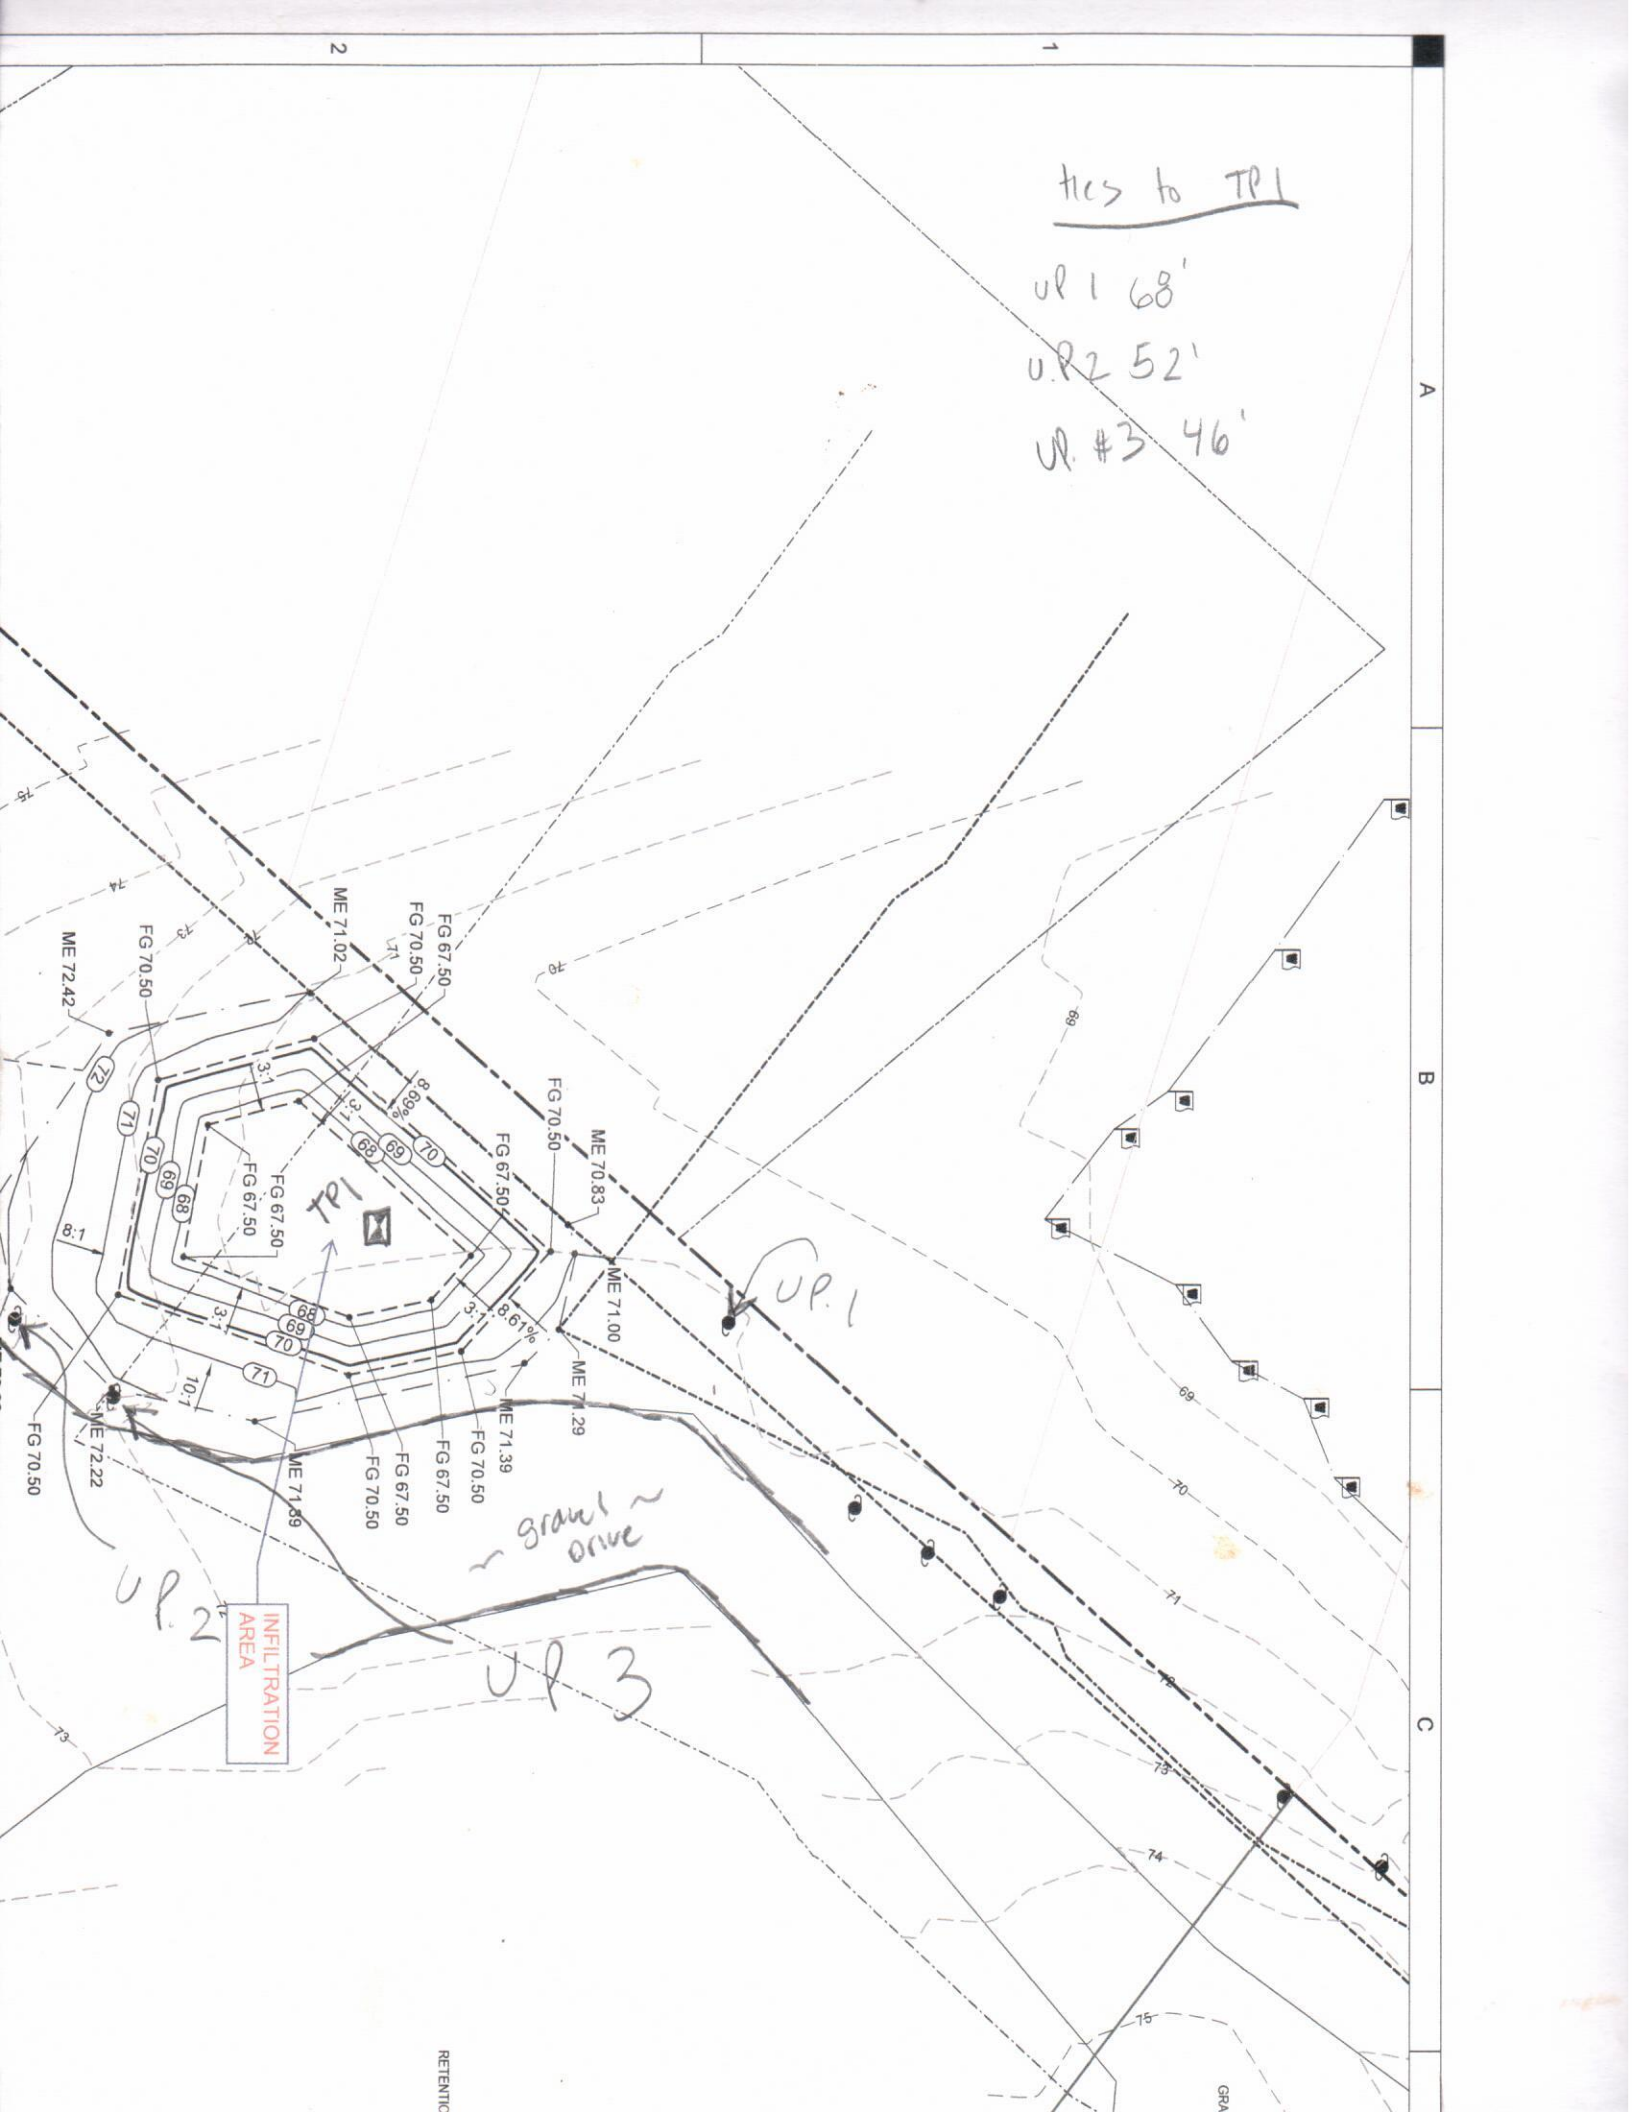 2
1
ties to TP1
UP 1 68'
U.P.2 52'
UP. #3 46'
A
B
C
75
74
73
72
71
70
69
69
70
71
72
73
74
75
72
73
ME 71.02
FG 70.50
FG 67.50
ME 72.42
FG 70.50
72
71
70
69
68
3:1
3:1
8.69%
68
69
70
FG 70.50
ME 70.83
FG 67.50
FG 67.50
FG 67.50
TP1
8:1
3:1
68
69
70
71
10:1
3:1
8.61%
ME 71.00
ME 71.29
ME 71.39
FG 70.50
FG 67.50
FG 67.50
FG 70.50
ME 72.22
FG 70.50
UP.1
~ gravel ~
Drive
UP.2
UP 3
INFILTRATION
AREA
RETENTIO
GRA